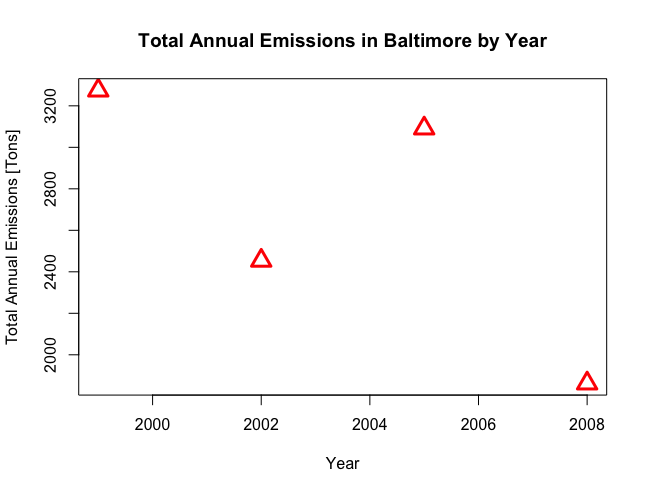 Total Annual Emissions in Baltimore by Year
Total Annual Emissions [Tons]
3200
2800
2400
2000
2000 2002 2004 2006 2008
Year